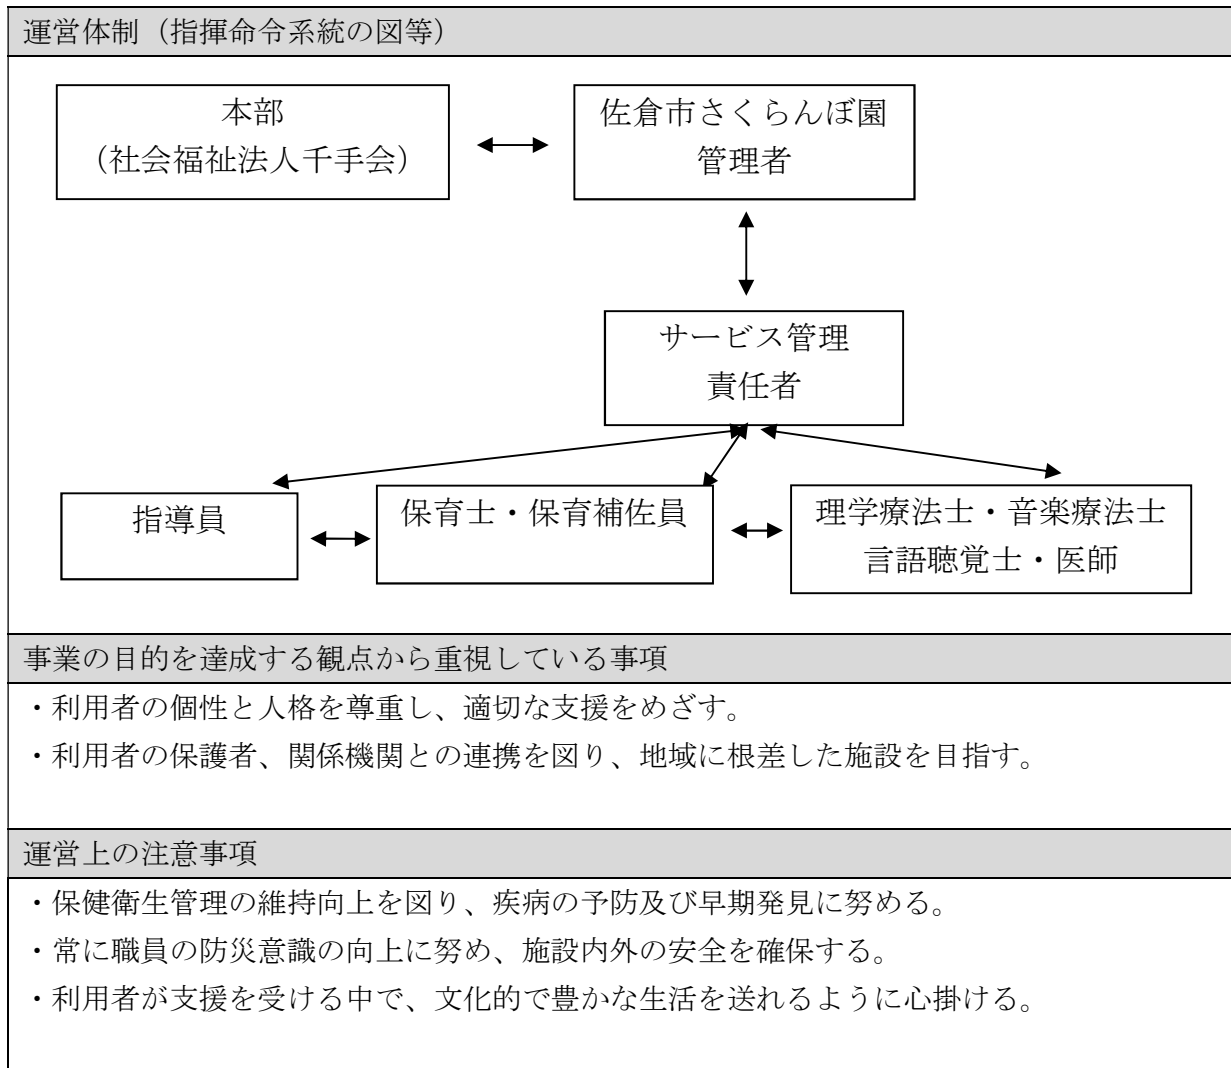 運営体制（指揮命令系統の図等）
本部
（社会福祉法人千手会）
佐倉市さくらんぼ園
管理者
サービス管理
責任者
指導員
保育士・保育補佐員
理学療法士・音楽療法士
言語聴覚士・医師
事業の目的を達成する観点から重視している事項
・利用者の個性と人格を尊重し、適切な支援をめざす。
・利用者の保護者、関係機関との連携を図り、地域に根差した施設を目指す。
運営上の注意事項
・保健衛生管理の維持向上を図り、疾病の予防及び早期発見に努める。
・常に職員の防災意識の向上に努め、施設内外の安全を確保する。
・利用者が支援を受ける中で、文化的で豊かな生活を送れるように心掛ける。